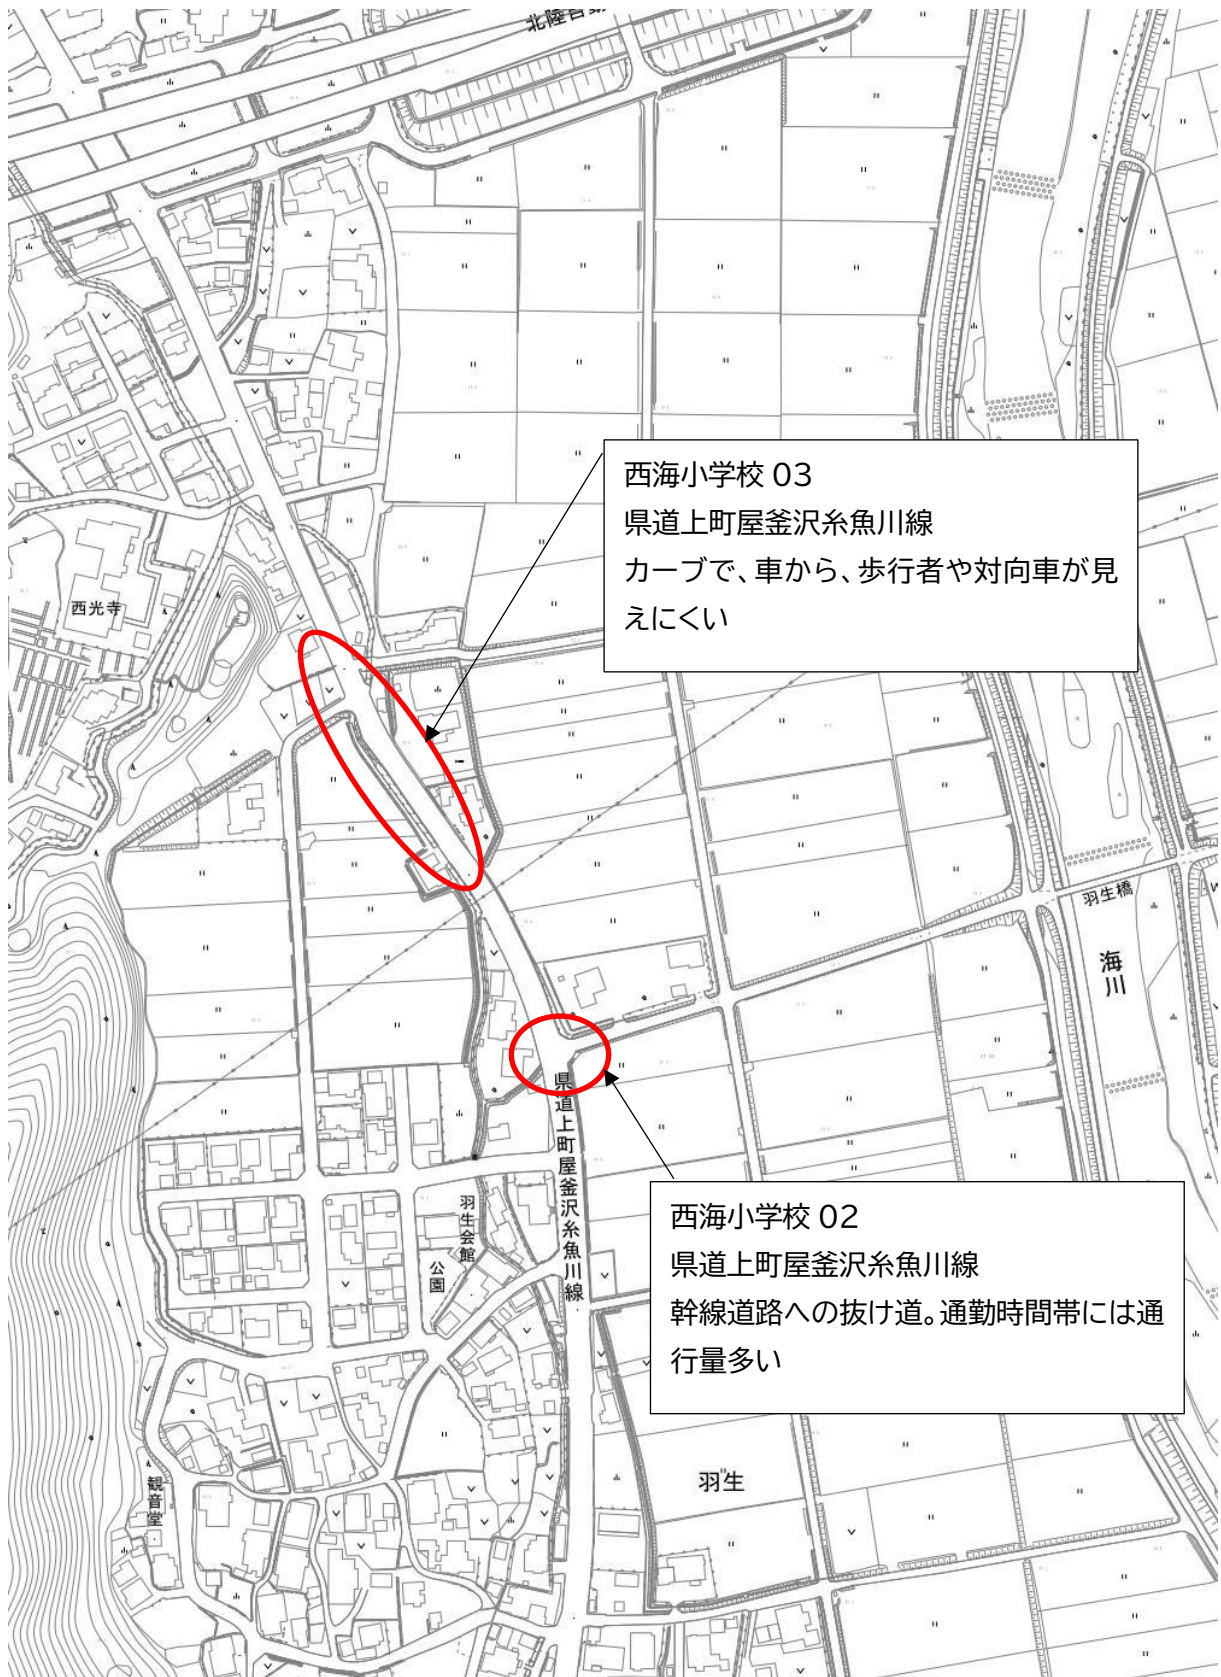 北陸自動
西海小学校 03
県道上町屋釜沢糸魚川線
カーブで、車から、歩行者や対向車が見
えにくい
西光寺
羽生橋
海川
県道上町屋釜沢糸魚川線
西海小学校 02
県道上町屋釜沢糸魚川線
幹線道路への抜け道。通勤時間帯には通
行量多い
羽生会館
公園
羽生
観音堂